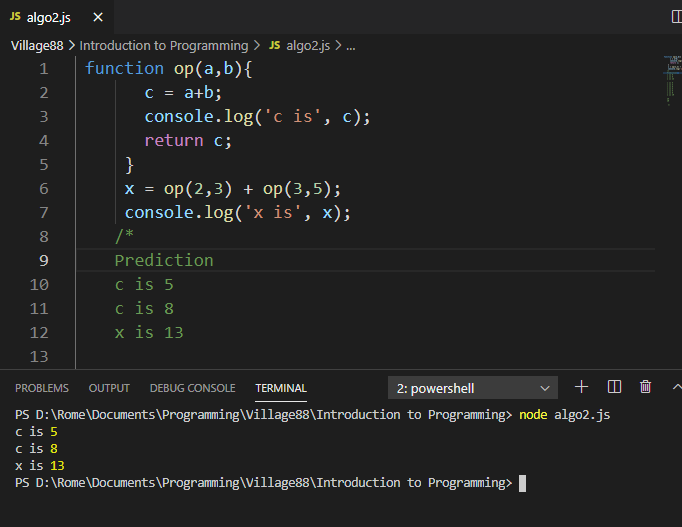 JS algo2.js ×
Village88 > Introduction to Programming > JS algo2.js > ...
1 function op(a,b){
2 c = a+b;
3 console.log('c is', c);
4 return c;
5 }
6 x = op(2,3) + op(3,5);
7 console.log('x is', x);
8 /*
9 Prediction
10 c is 5
11 c is 8
12 x is 13
13
PROBLEMS OUTPUT DEBUG CONSOLE TERMINAL 2: powershell
PS D:\Rome\Documents\Programming\Village88\Introduction to Programming> node algo2.js
c is 5
c is 8
x is 13
PS D:\Rome\Documents\Programming\Village88\Introduction to Programming>